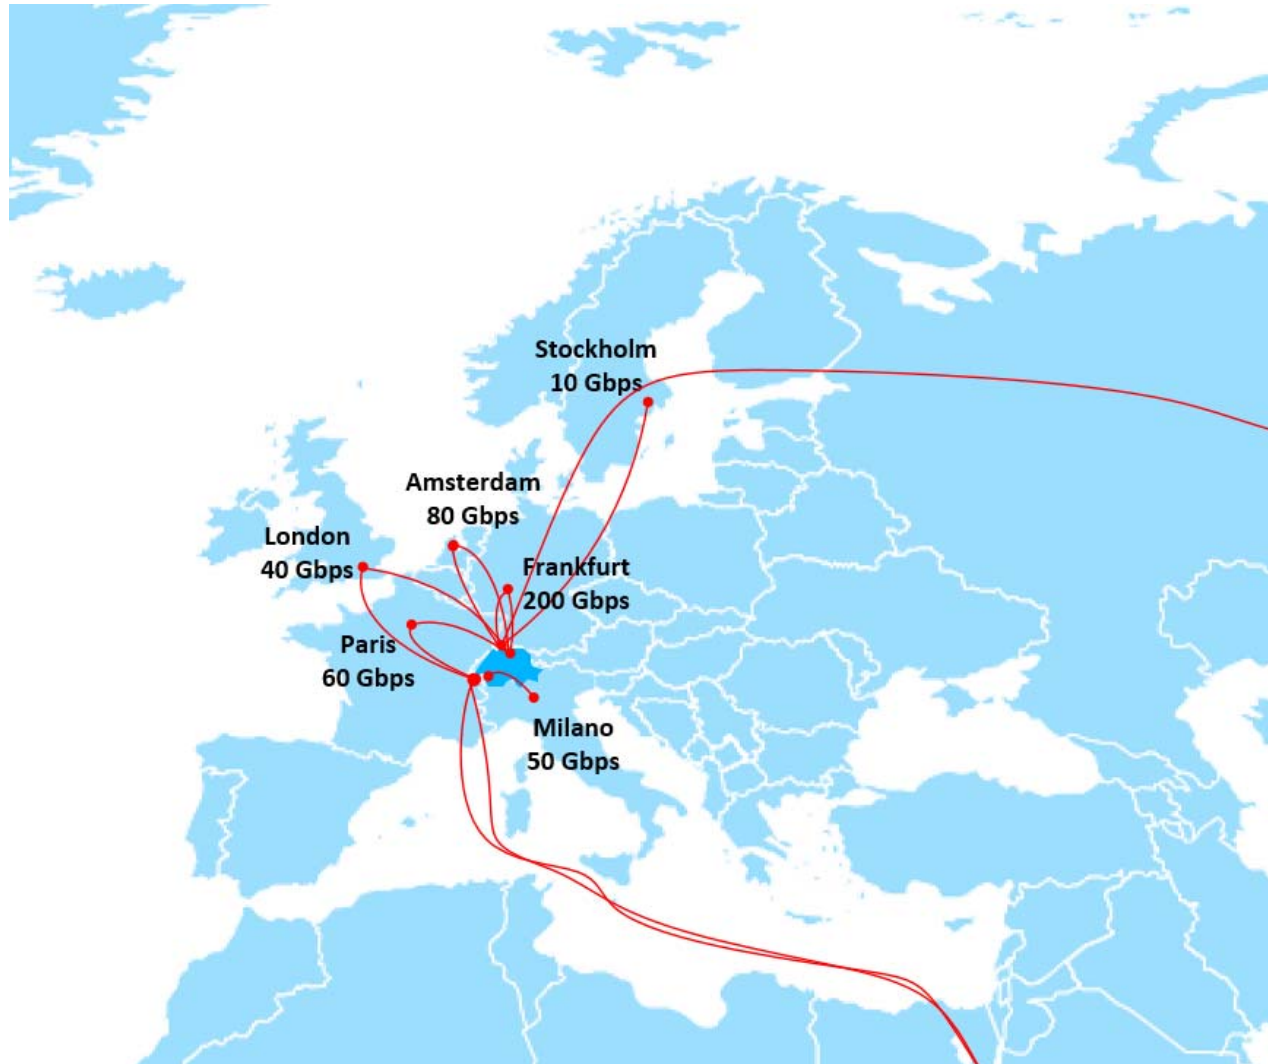 Stockholm
10 Gbps
Amsterdam
80 Gbps
London
40 Gbps
Frankfurt
200 Gbps
Paris
60 Gbps
Milano
50 Gbps